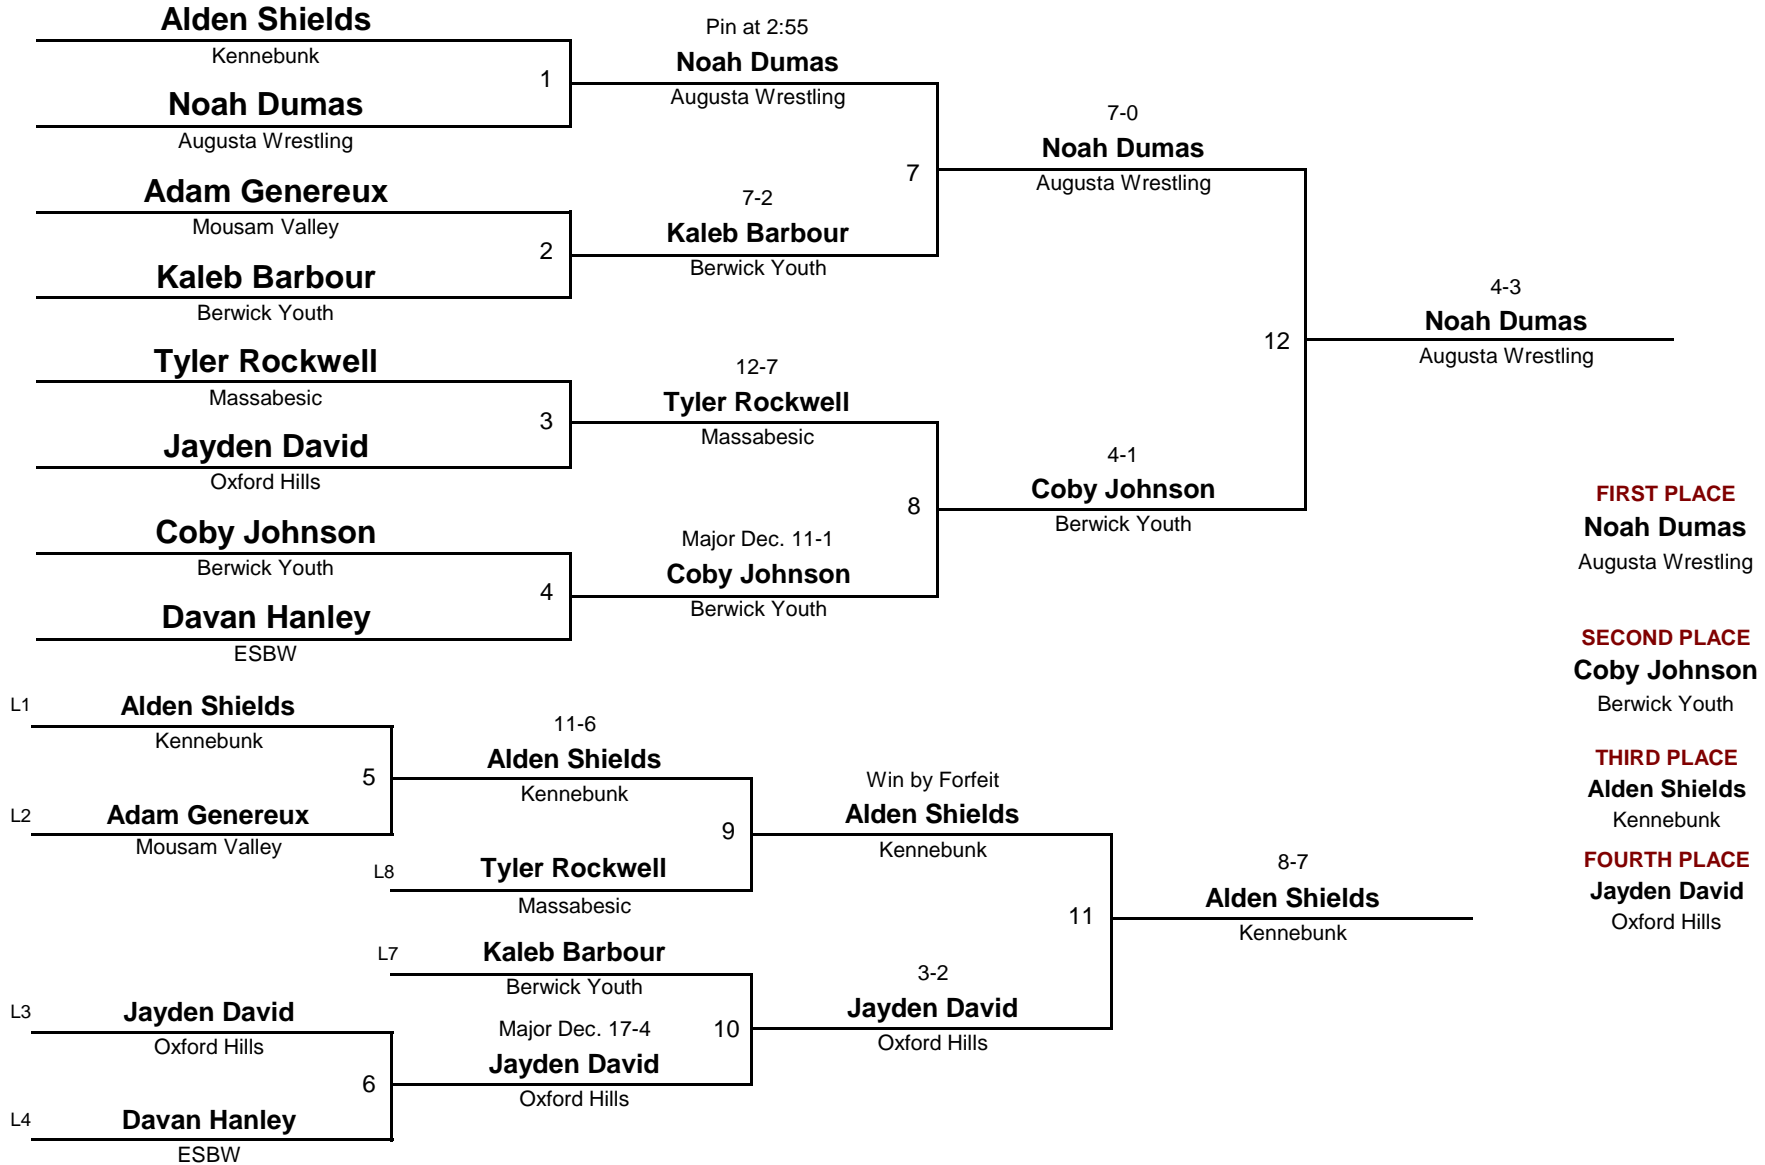 Alden Shields
Kennebunk
1
Noah Dumas
Augusta Wrestling
Adam Genereux
Mousam Valley
2
Kaleb Barbour
Berwick Youth
Tyler Rockwell
Massabesic
3
Jayden David
Oxford Hills
Coby Johnson
Berwick Youth
4
Davan Hanley
ESBW
Pin at 2:55
Noah Dumas
Augusta Wrestling
7
7-2
Kaleb Barbour
Berwick Youth
12-7
Tyler Rockwell
Massabesic
8
Major Dec. 11-1
Coby Johnson
Berwick Youth
7-0
Noah Dumas
Augusta Wrestling
12
4-1
Coby Johnson
Berwick Youth
4-3
Noah Dumas
Augusta Wrestling
FIRST PLACE
Noah Dumas
Augusta Wrestling
SECOND PLACE
Coby Johnson
Berwick Youth
THIRD PLACE
Alden Shields
Kennebunk
FOURTH PLACE
Jayden David
Oxford Hills
L1
Alden Shields
Kennebunk
5
L2
Adam Genereux
Mousam Valley
L3
Jayden David
Oxford Hills
6
L4
Davan Hanley
ESBW
11-6
Alden Shields
Kennebunk
9
L8
Tyler Rockwell
Massabesic
L7
Kaleb Barbour
Berwick Youth
10
Major Dec. 17-4
Jayden David
Oxford Hills
Win by Forfeit
Alden Shields
Kennebunk
11
3-2
Jayden David
Oxford Hills
8-7
Alden Shields
Kennebunk